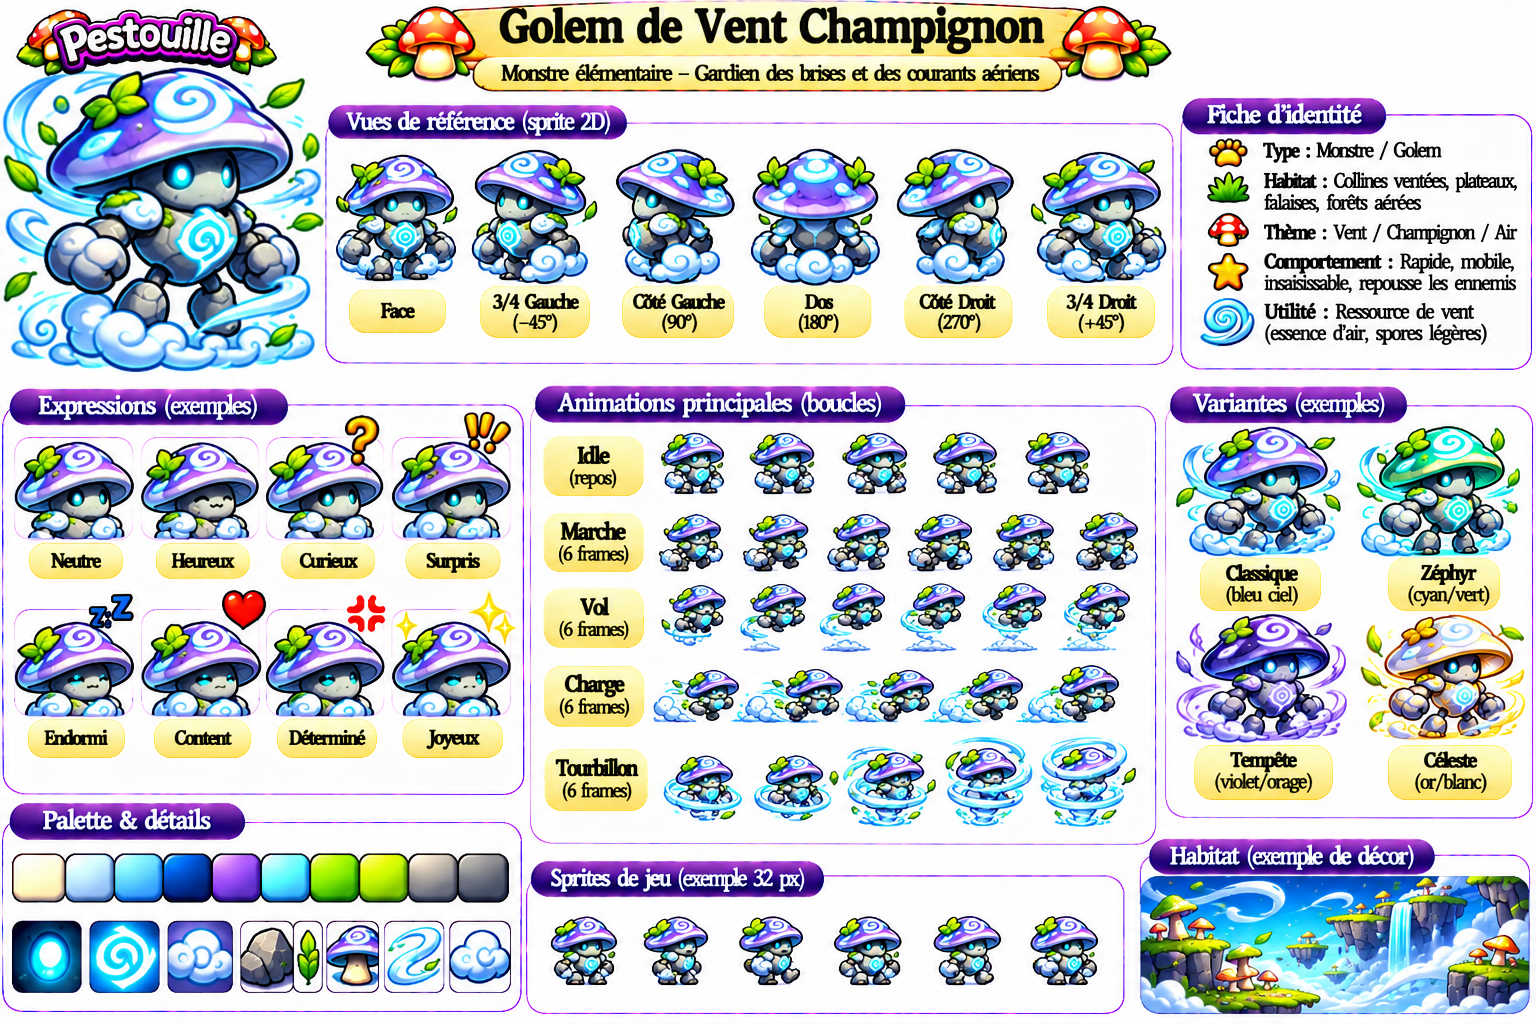 Pestouille
Golem de Vent Champignon
Monstre élémentaire – Gardien des brises et des courants aériens
Vues de référence (sprite 2D)
Face
3/4 Gauche
(−45°)
Côté Gauche
(90°)
Dos
(180°)
Côté Droit
(270°)
3/4 Droit
(+45°)
Fiche d'identité
Type : Monstre / Golem
Habitat : Collines ventées, plateaux,
falaises, forêts aérées
Thème : Vent / Champignon / Air
Comportement : Rapide, mobile,
insaisissable, repousse les ennemis
Utilité : Ressource de vent
(essence d'air, spores légères)
Expressions (exemples)
?
!!!
Neutre
Heureux
Curieux
Surpris
zzZ
Endormi
Content
Déterminé
Joyeux
Animations principales (boucles)
Idle
(repos)
Marche
(6 frames)
Vol
(6 frames)
Charge
(6 frames)
Tourbillon
(6 frames)
Variantes (exemples)
Classique
(bleu ciel)
Zéphyr
(cyan/vert)
Tempête
(violet/orage)
Céleste
(or/blanc)
Palette & détails
Sprites de jeu (exemple 32 px)
Habitat (exemple de décor)